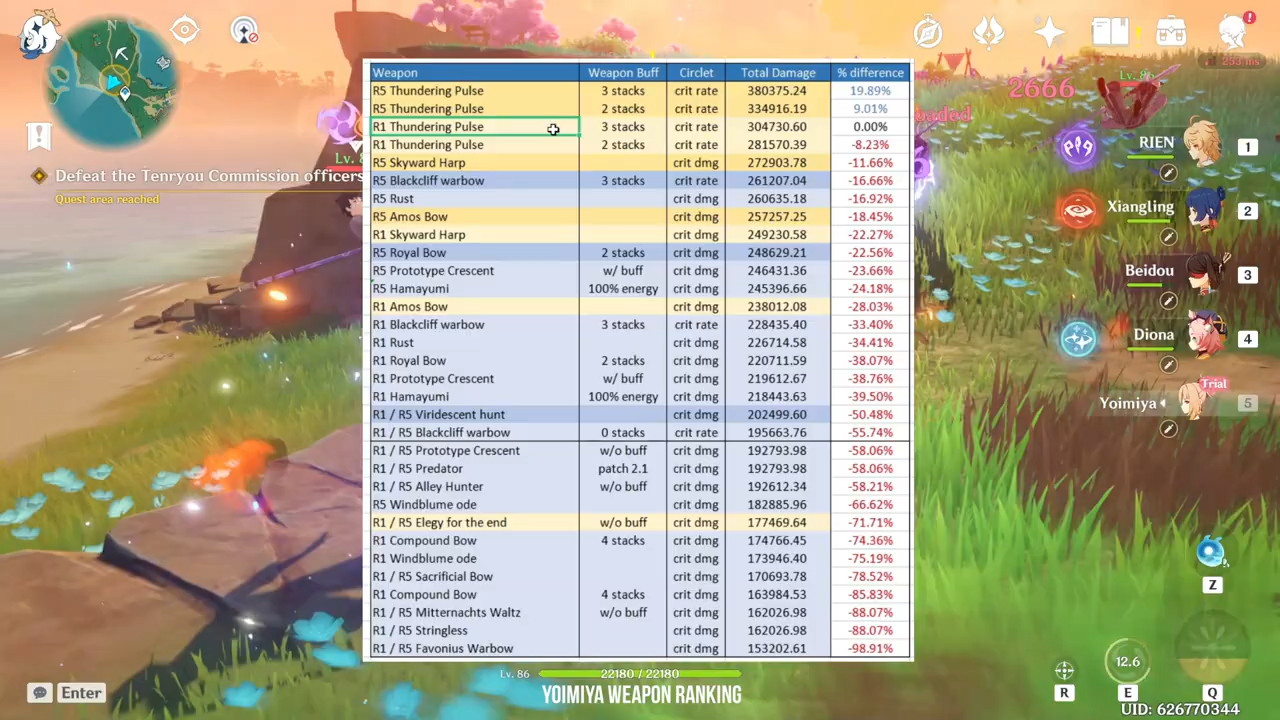 N
253 ms
2666
Lv. 8
oaded
Lv. 8
Defeat the Tenryou Commission officers
Quest area reached
Weapon Weapon Buff Circlet Total Damage % difference
R5 Thundering Pulse 3 stacks crit rate 380375.24 19.89%
R5 Thundering Pulse 2 stacks crit rate 334916.19 9.01%
R1 Thundering Pulse 3 stacks crit rate 304730.60 0.00%
R1 Thundering Pulse 2 stacks crit rate 281570.39 -8.23%
R5 Skyward Harp crit dmg 272903.78 -11.66%
R5 Blackcliff warbow 3 stacks crit rate 261207.04 -16.66%
R5 Rust crit dmg 260635.18 -16.92%
R5 Amos Bow crit dmg 257257.25 -18.45%
R1 Skyward Harp crit dmg 249230.58 -22.27%
R5 Royal Bow 2 stacks crit dmg 248629.21 -22.56%
R5 Prototype Crescent w/ buff crit dmg 246431.36 -23.66%
R5 Hamayumi 100% energy crit dmg 245396.66 -24.18%
R1 Amos Bow crit dmg 238012.08 -28.03%
R1 Blackcliff warbow 3 stacks crit rate 228435.40 -33.40%
R1 Rust crit dmg 226714.58 -34.41%
R1 Royal Bow 2 stacks crit dmg 220711.59 -38.07%
R1 Prototype Crescent w/ buff crit dmg 219612.67 -38.76%
R1 Hamayumi 100% energy crit dmg 218443.63 -39.50%
R1 / R5 Viridescent hunt crit dmg 202499.60 -50.48%
R1 / R5 Blackcliff warbow 0 stacks crit rate 195663.76 -55.74%
R1 / R5 Prototype Crescent w/o buff crit dmg 192793.98 -58.06%
R1 / R5 Predator patch 2.1 crit dmg 192793.98 -58.06%
R1 / R5 Alley Hunter w/o buff crit dmg 192612.34 -58.21%
R5 Windblume ode crit dmg 182885.96 -66.62%
R1 / R5 Elegy for the end w/o buff crit dmg 177469.64 -71.71%
R1 Compound Bow 4 stacks crit dmg 174766.45 -74.36%
R1 Windblume ode crit dmg 173946.40 -75.19%
R1 / R5 Sacrificial Bow crit dmg 170693.78 -78.52%
R1 Compound Bow 4 stacks crit dmg 163984.53 -85.83%
R1 / R5 Mitternachts Waltz w/o buff crit dmg 162026.98 -88.07%
R1 / R5 Stringless crit dmg 162026.98 -88.07%
R1 / R5 Favonius Warbow crit dmg 153202.61 -98.91%
RIEN 1
Xiangling 2
Beidou 3
Diona 4
Trial
Yoimiya 5
Z
12.6
R E Q
Lv. 86 22180 / 22180
Enter
YOIMIYA WEAPON RANKING
UID: 626770344